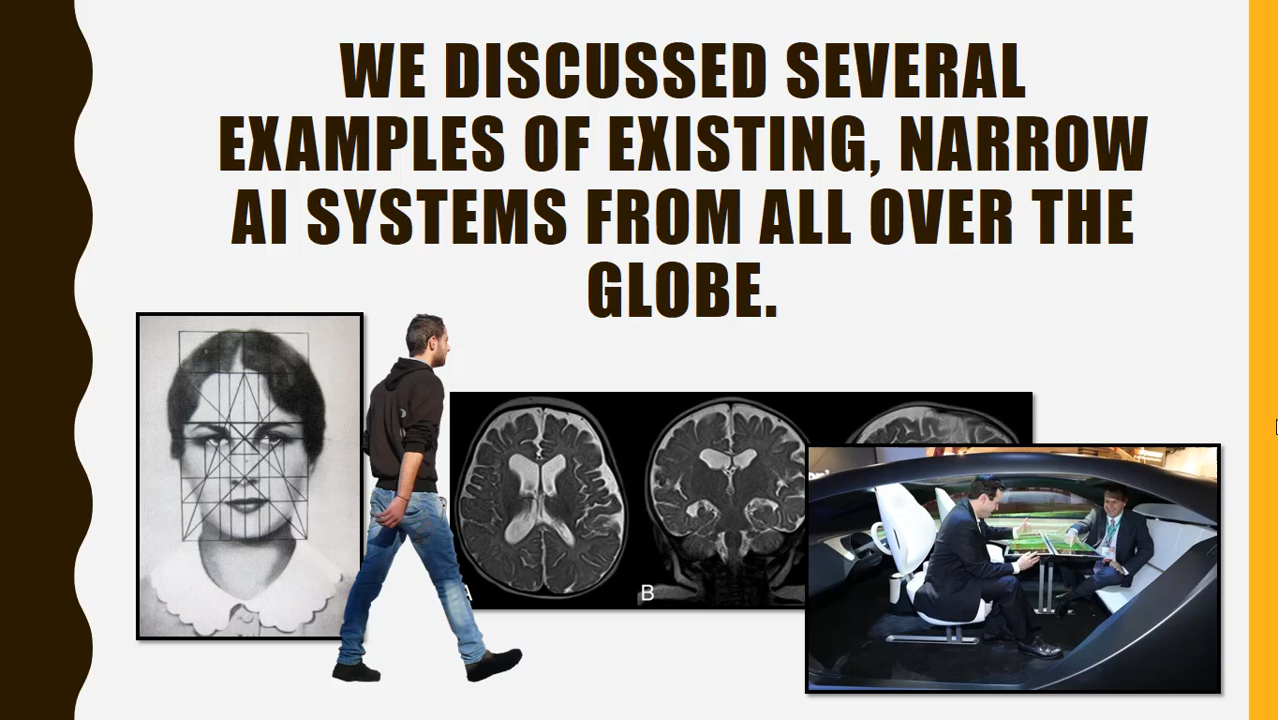 WE DISCUSSED SEVERAL
EXAMPLES OF EXISTING, NARROW
AI SYSTEMS FROM ALL OVER THE
GLOBE.
A
B